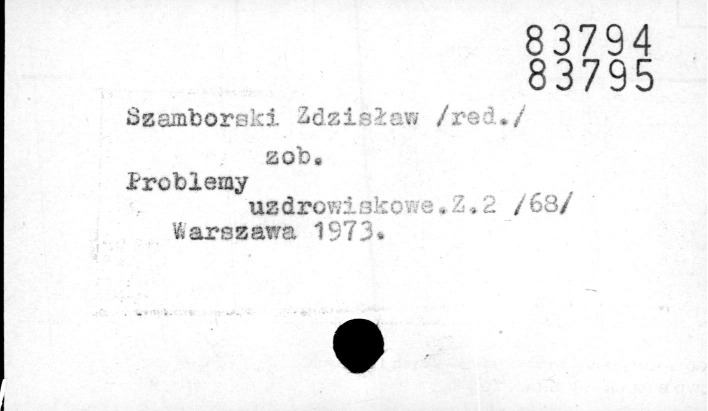 83794
83795
Szamborski Zdzisław /red./
zob.
Problemy
uzdrowiskowe.Z.2 /68/
Warszawa 1973.